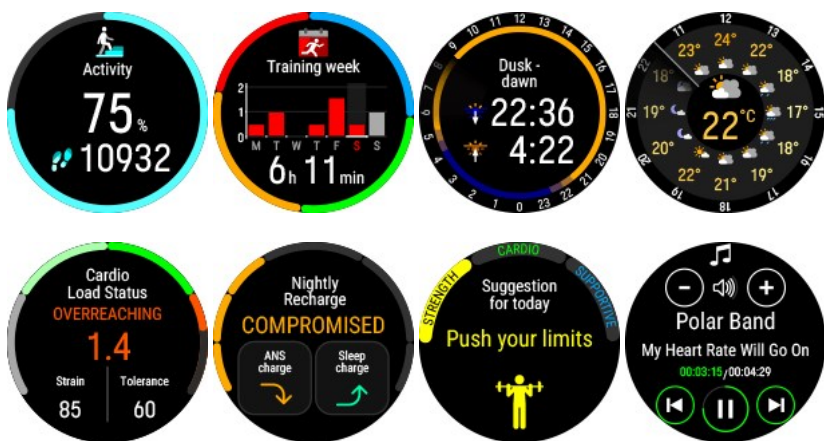 Activity
75 %
10932
Training week
2
1
0
M T W T F S S
6 h 11 min
9 10 11 12 13 14 15 16 17 18 19 20 21 22 23 0 1 2 3 4 5 6 7 8
Dusk -
dawn
22:36
4:22
11 12 13 14 15 16 17 18 19 20 21 22
24°
23° 22°
18° 18°
19° 17°
20° 18°
22° 19°
21°
22°C
Cardio
Load Status
OVERREACHING
1.4
Strain Tolerance
85 60
Nightly
Recharge
COMPROMISED
ANS
charge
Sleep
charge
STRENGTH
CARDIO
SUPPORTIVE
Suggestion
for today
Push your limits
Polar Band
My Heart Rate Will Go On
00:03:15/00:04:29